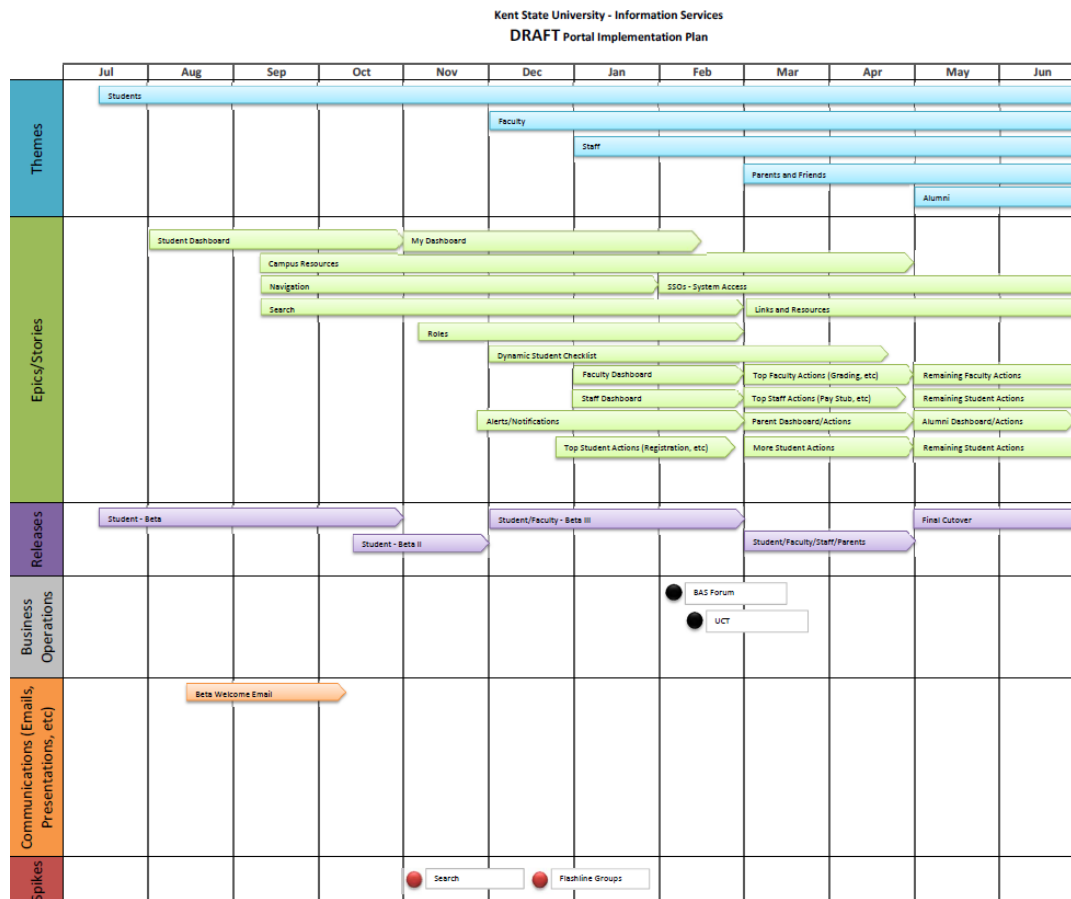 Kent State University - Information Services
DRAFT Portal Implementation Plan
Jul Aug Sep Oct Nov Dec Jan Feb Mar Apr May Jun
Themes
Students
Faculty
Staff
Parents and Friends
Alumni
Epics/Stories
Student Dashboard My Dashboard
Campus Resources
Navigation SSOs - System Access
Search Links and Resources
Roles
Dynamic Student Checklist
Faculty Dashboard Top Faculty Actions (Grading, etc) Remaining Faculty Actions
Staff Dashboard Top Staff Actions (Pay Stub, etc) Remaining Student Actions
Alerts/Notifications Parent Dashboard/Actions Alumni Dashboard/Actions
Top Student Actions (Registration, etc) More Student Actions Remaining Student Actions
Releases
Student - Beta Student/Faculty - Beta III Final Cutover
Student - Beta II Student/Faculty/Staff/Parents
Business
Operations
BAS Forum
UCT
Communications (Emails,
Presentations, etc)
Beta Welcome Email
Spikes
Search Flashline Groups